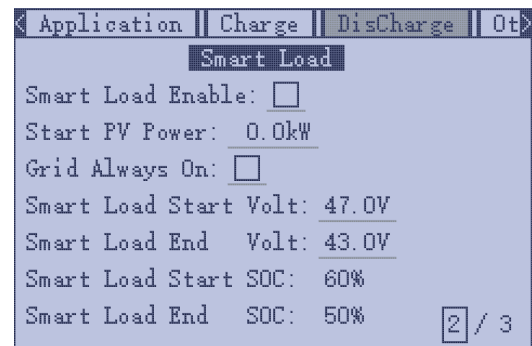 Application Charge DisCharge Ot
Smart Load
Smart Load Enable:
Start PV Power: 0.0kW
Grid Always On:
Smart Load Start Volt: 47.0V
Smart Load End Volt: 43.0V
Smart Load Start SOC: 60%
Smart Load End SOC: 50%
2 / 3